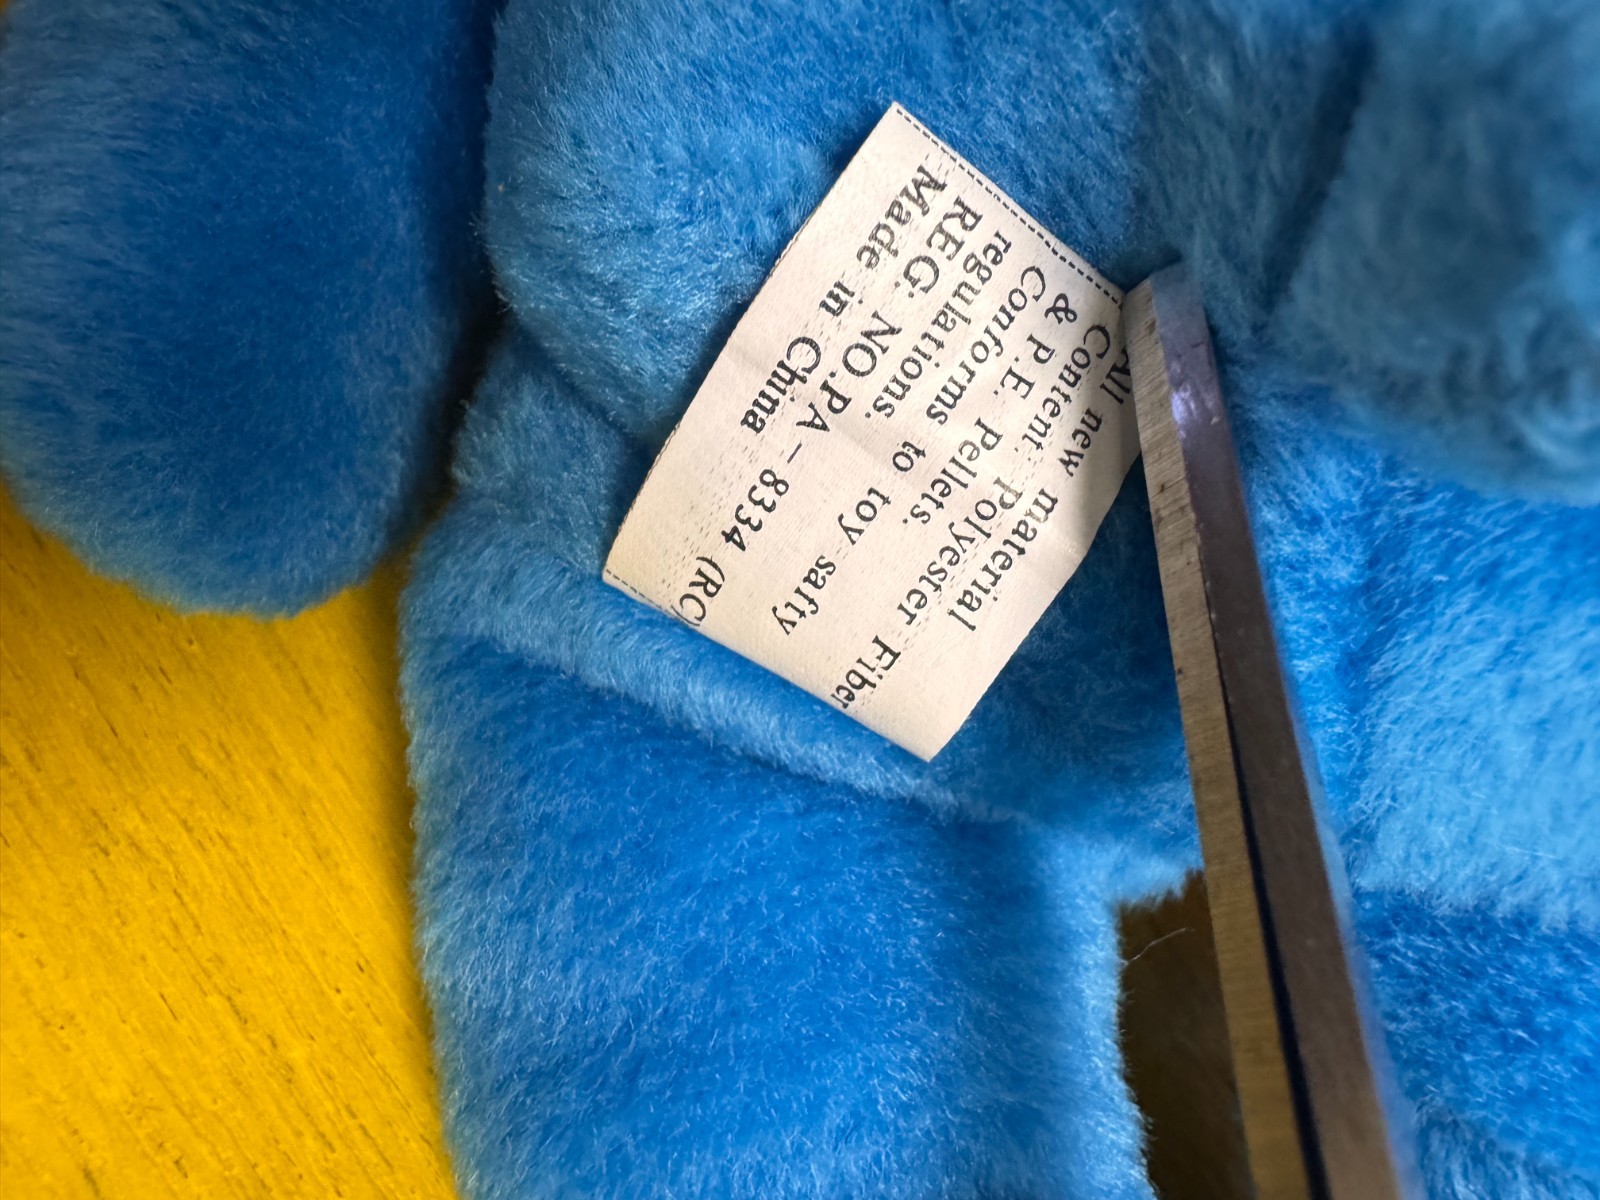 All new material
Content: Polyester Fiber
& P.E. Pellets.
Conforms to toy safty
regulations.
REG. NO.PA-8334 (RC)
Made in China